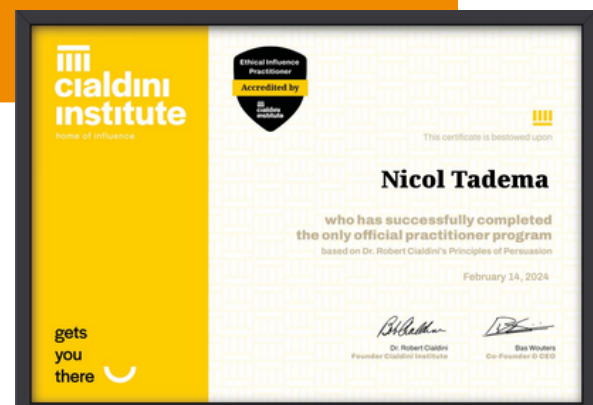 cialdini
institute
home of influence
gets
you
there
Ethical Influence
Practitioner
Accredited by
cialdini
institute
This certificate is bestowed upon
Nicol Tadema
who has successfully completed
the only official practitioner program
based on Dr. Robert Cialdini's Principles of Persuasion
February 14, 2024
Dr. Robert Cialdini
Founder Cialdini Institute
Bas Wouters
Co-Founder & CEO